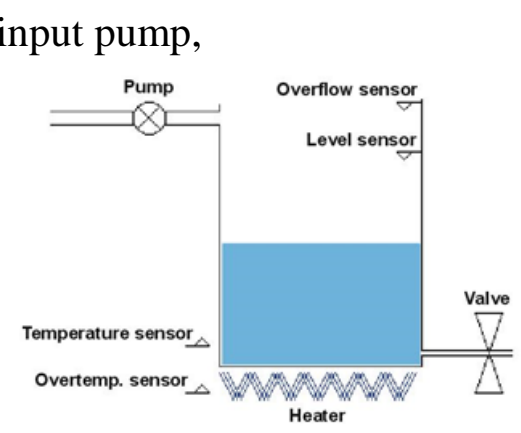 input pump,
Pump
Overflow sensor
Level sensor
Valve
Temperature sensor
Overtemp. sensor
Heater